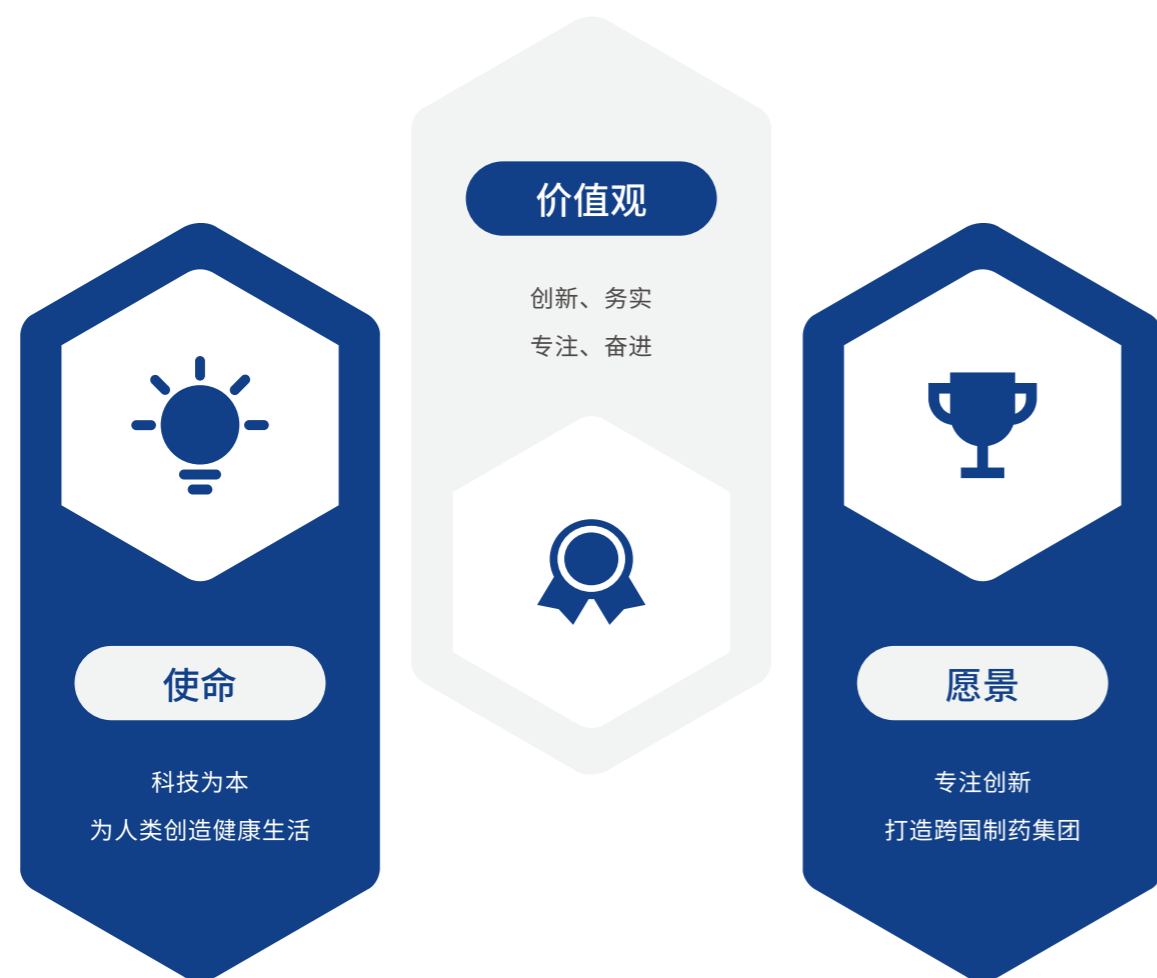 使命
科技为本
为人类创造健康生活
价值观
创新、务实
专注、奋进
愿景
专注创新
打造跨国制药集团